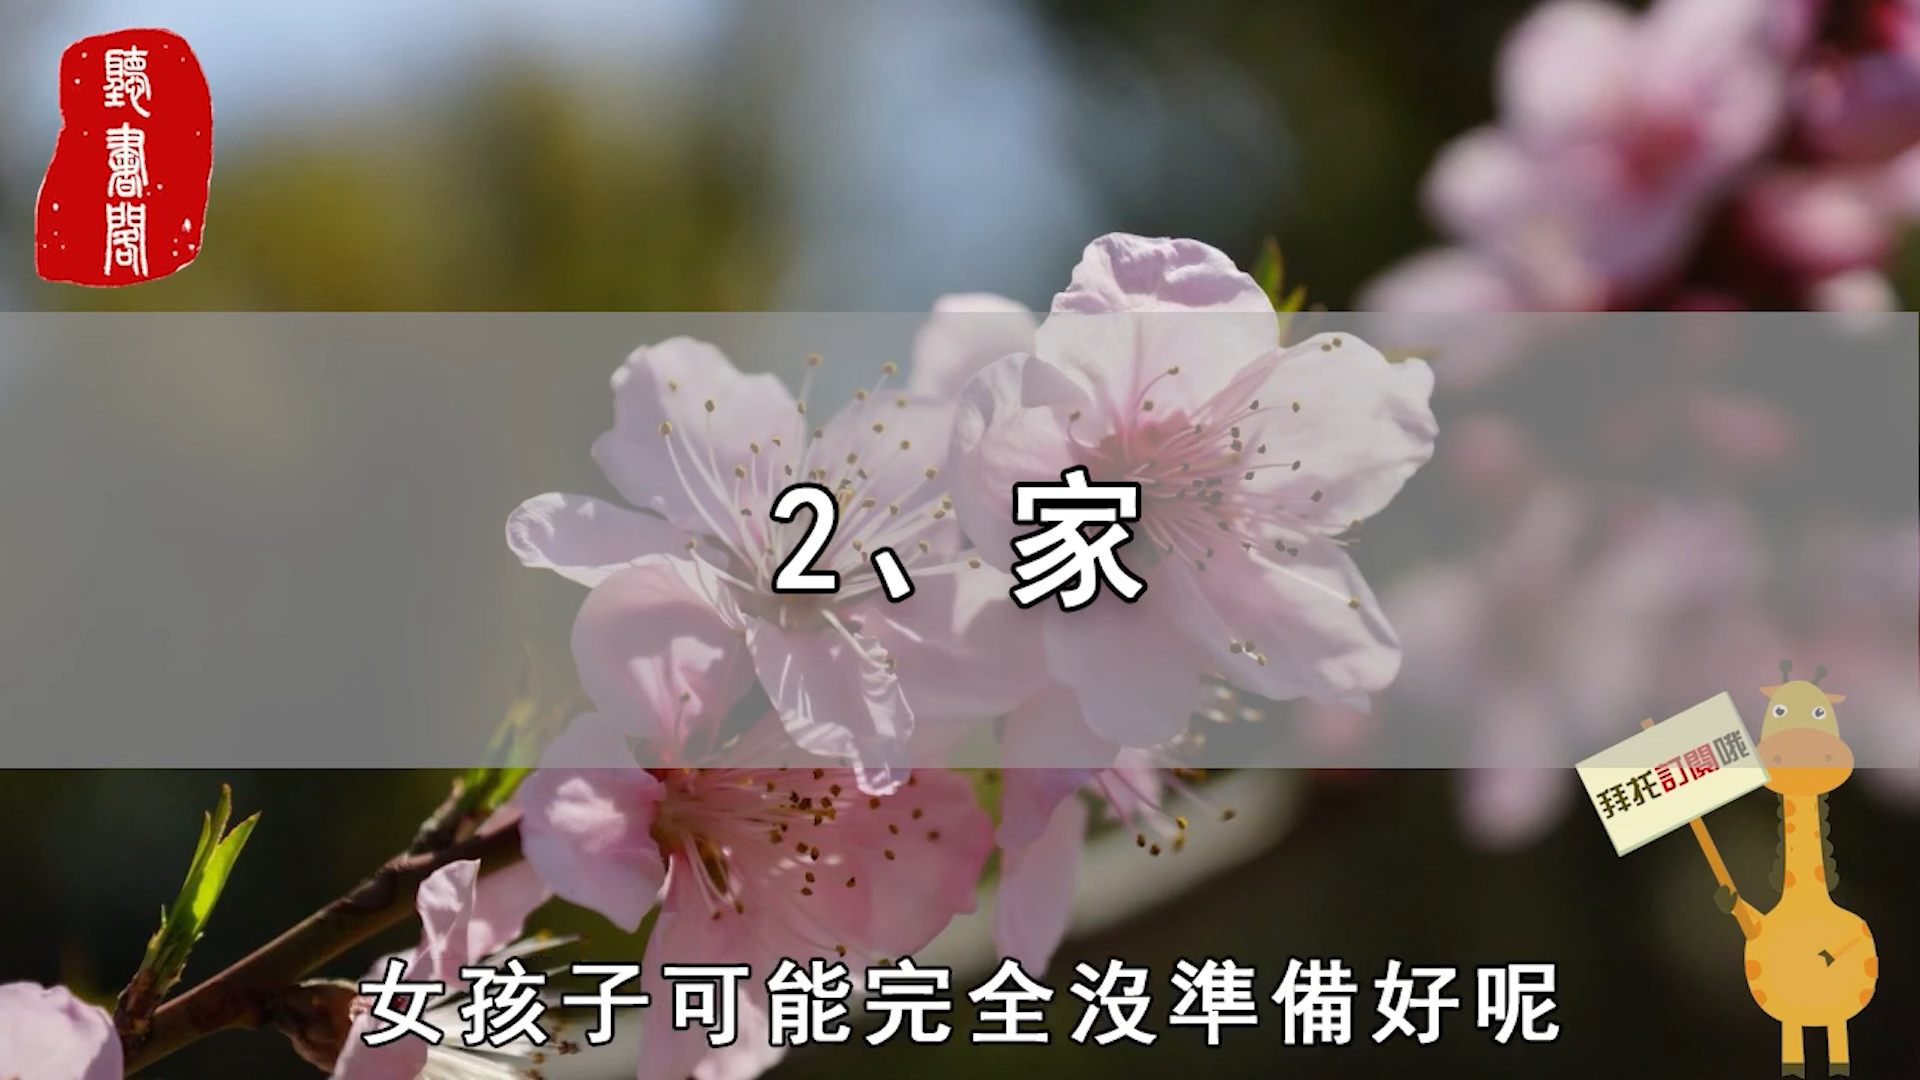 聽書閣
2、家
拜托訂閱哦
女孩子可能完全沒準備好呢